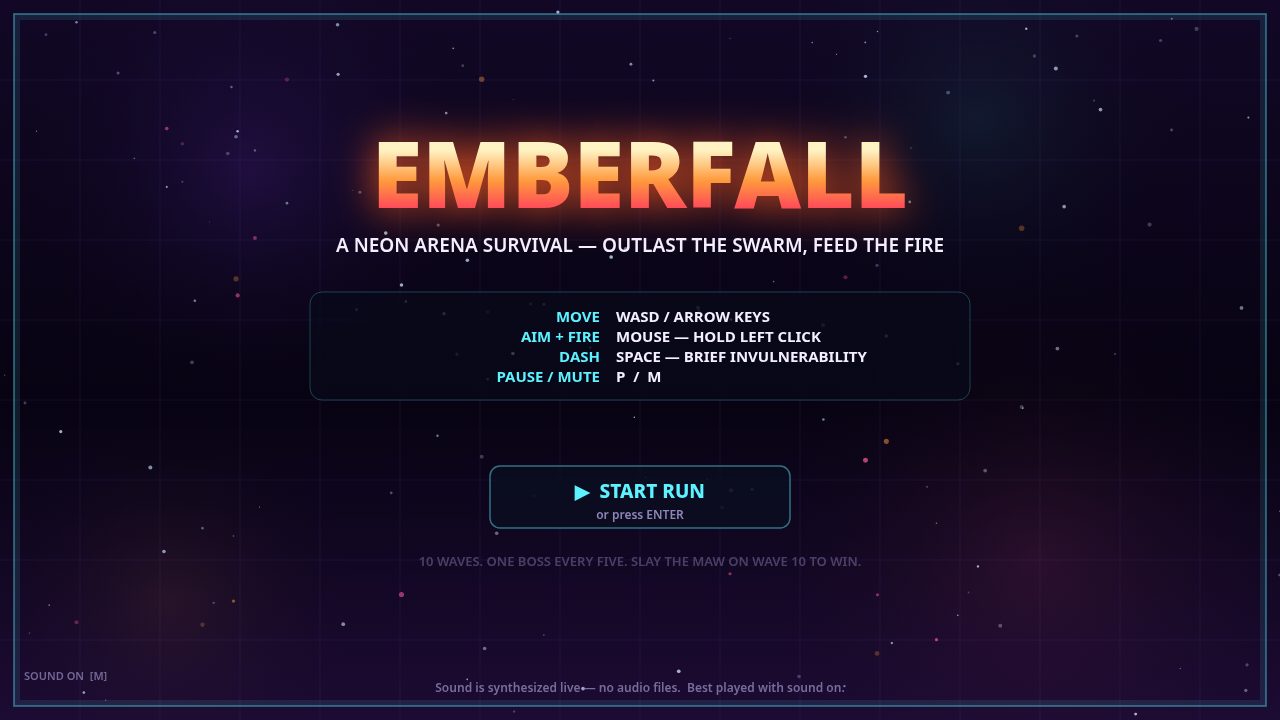 EMBERFALL
A NEON ARENA SURVIVAL — OUTLAST THE SWARM, FEED THE FIRE
MOVE WASD / ARROW KEYS
AIM + FIRE MOUSE — HOLD LEFT CLICK
DASH SPACE — BRIEF INVULNERABILITY
PAUSE / MUTE P / M
▶ START RUN
or press ENTER
10 WAVES. ONE BOSS EVERY FIVE. SLAY THE MAW ON WAVE 10 TO WIN.
SOUND ON [M]
Sound is synthesized live — no audio files. Best played with sound on.